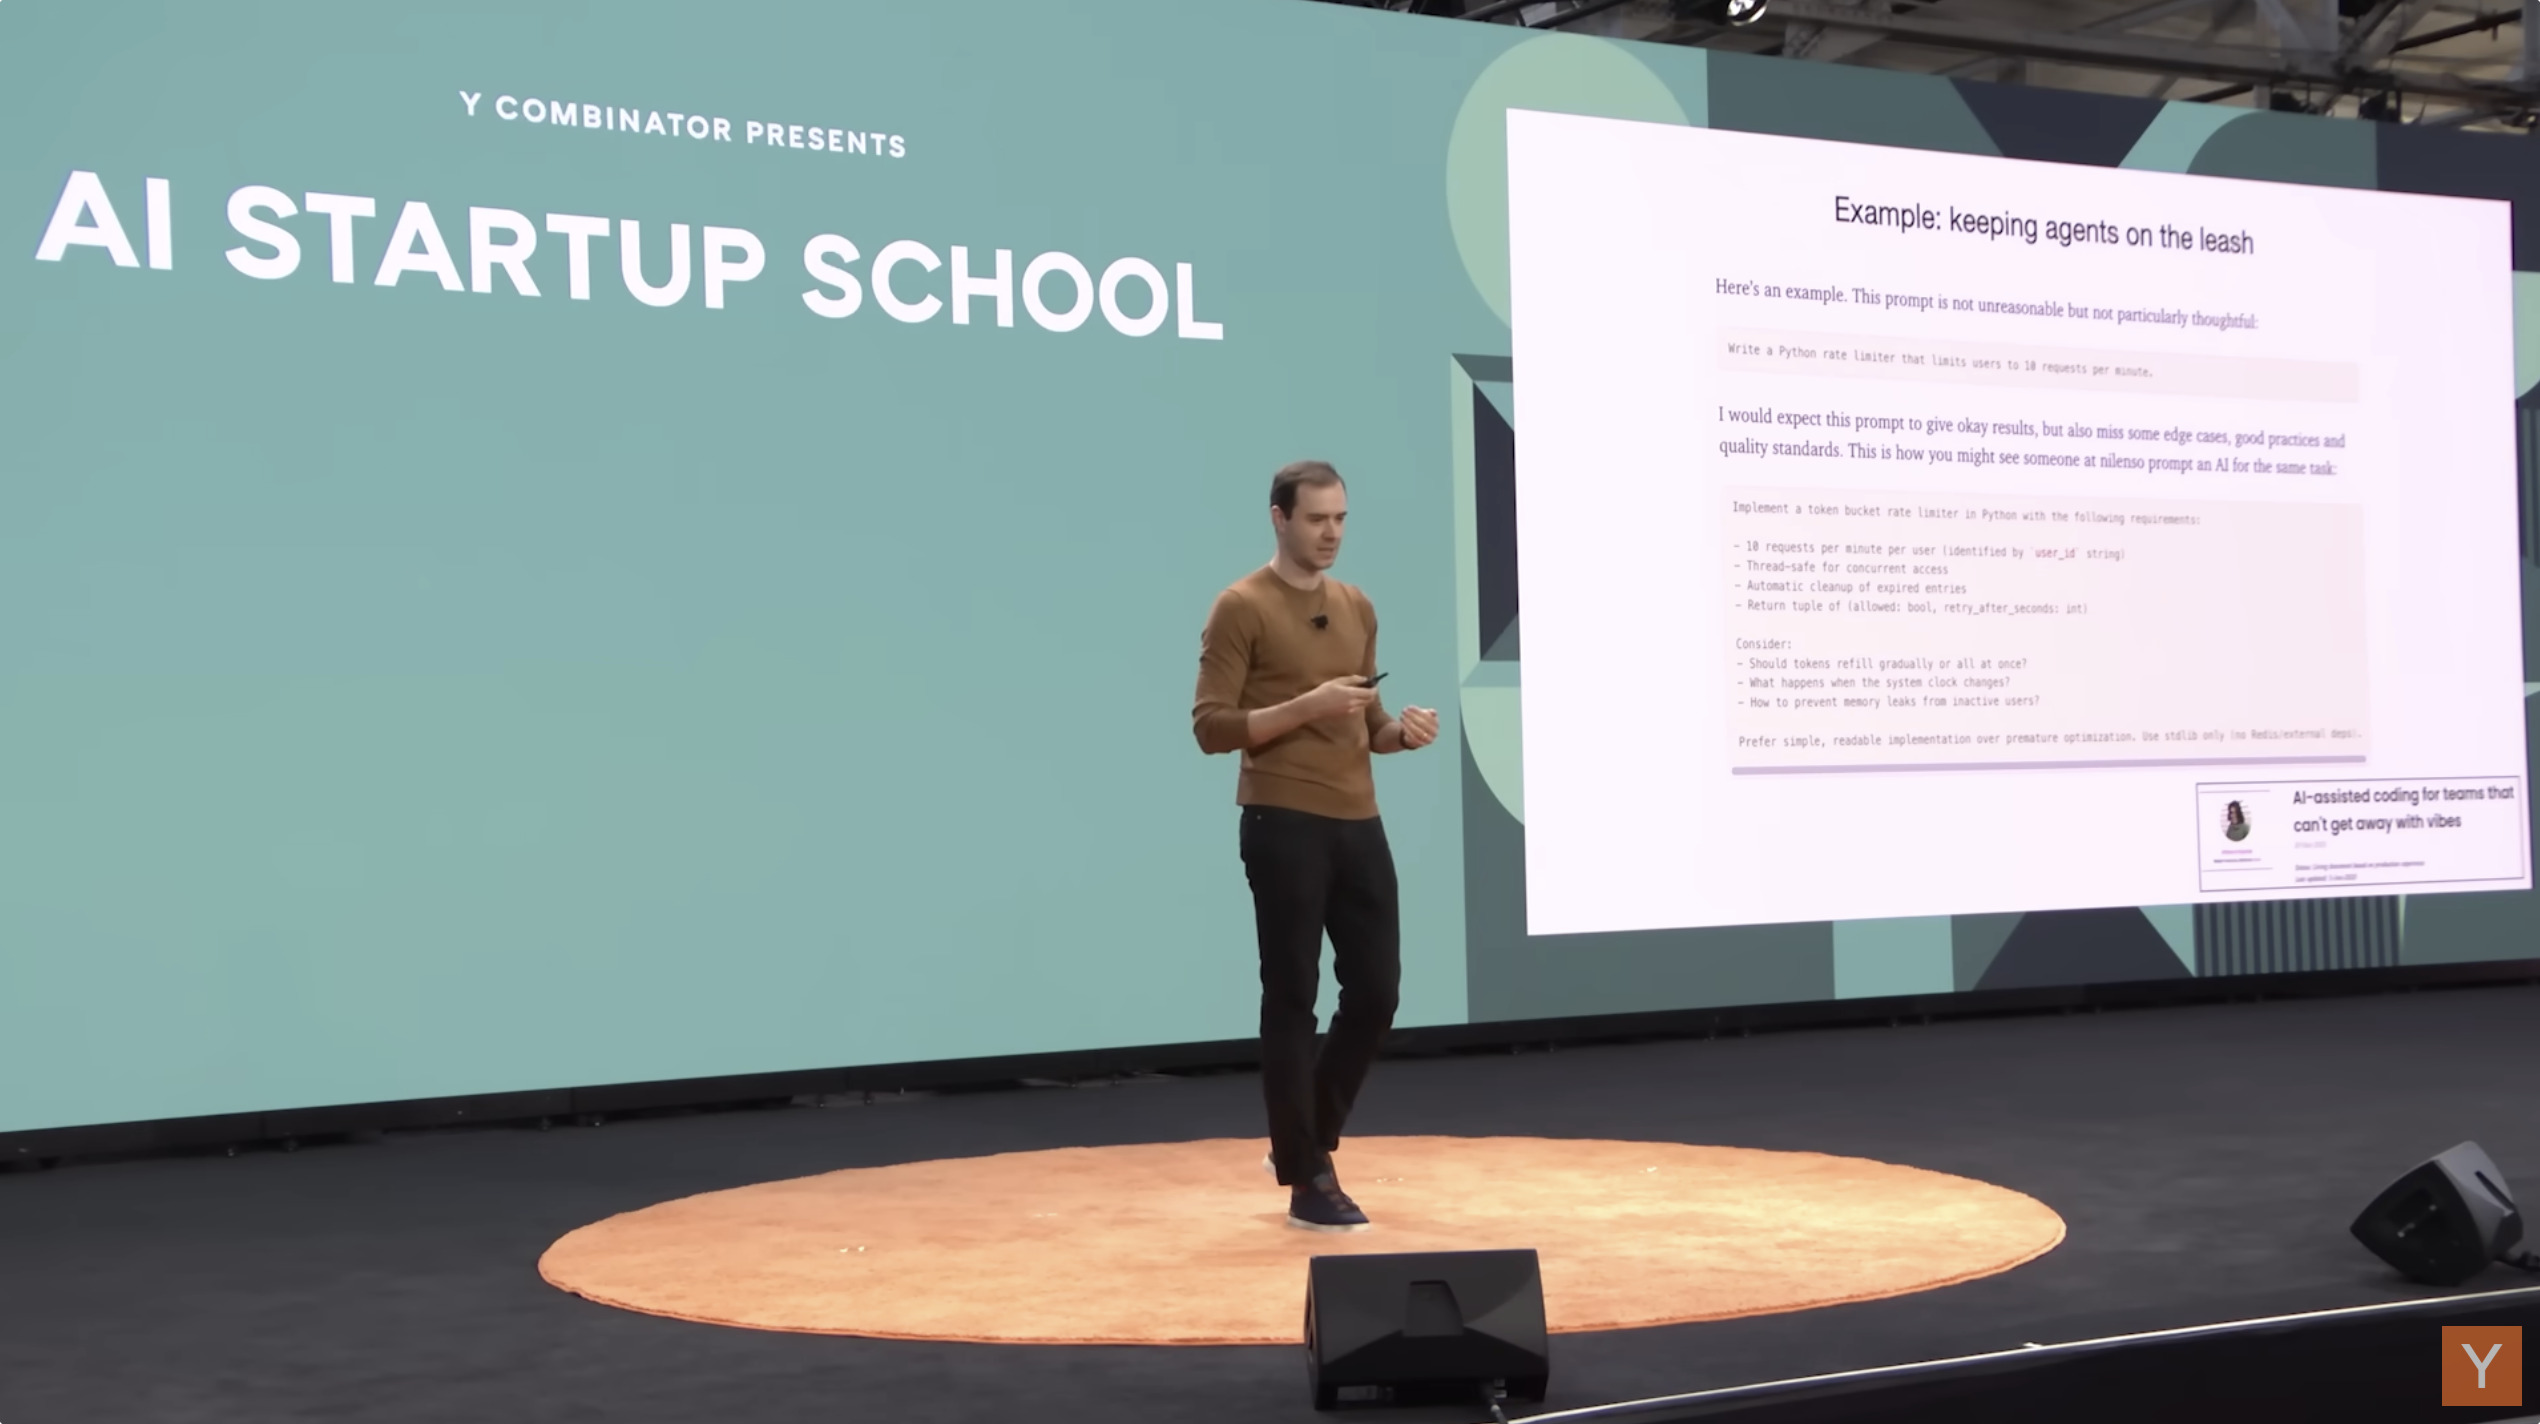 Y COMBINATOR PRESENTS
AI STARTUP SCHOOL
Example: keeping agents on the leash
Here's an example. This prompt is not unreasonable but not particularly thoughtful:
Write a Python rate limiter that limits users to 10 requests per minute.
I would expect this prompt to give okay results, but also miss some edge cases, good practices and
quality standards. This is how you might see someone at nilenso prompt an AI for the same task:
Implement a token bucket rate limiter in Python with the following requirements:
- 10 requests per minute per user (identified by `user_id` string)
- Thread-safe for concurrent access
- Automatic cleanup of expired entries
- Return tuple of (allowed: bool, retry_after_seconds: int)
Consider:
- Should tokens refill gradually or all at once?
- What happens when the system clock changes?
- How to prevent memory leaks from inactive users?
Prefer simple, readable implementation over premature optimization. Use stdlib only (no Redis/external deps).
AI-assisted coding for teams that
can't get away with vibes
Y